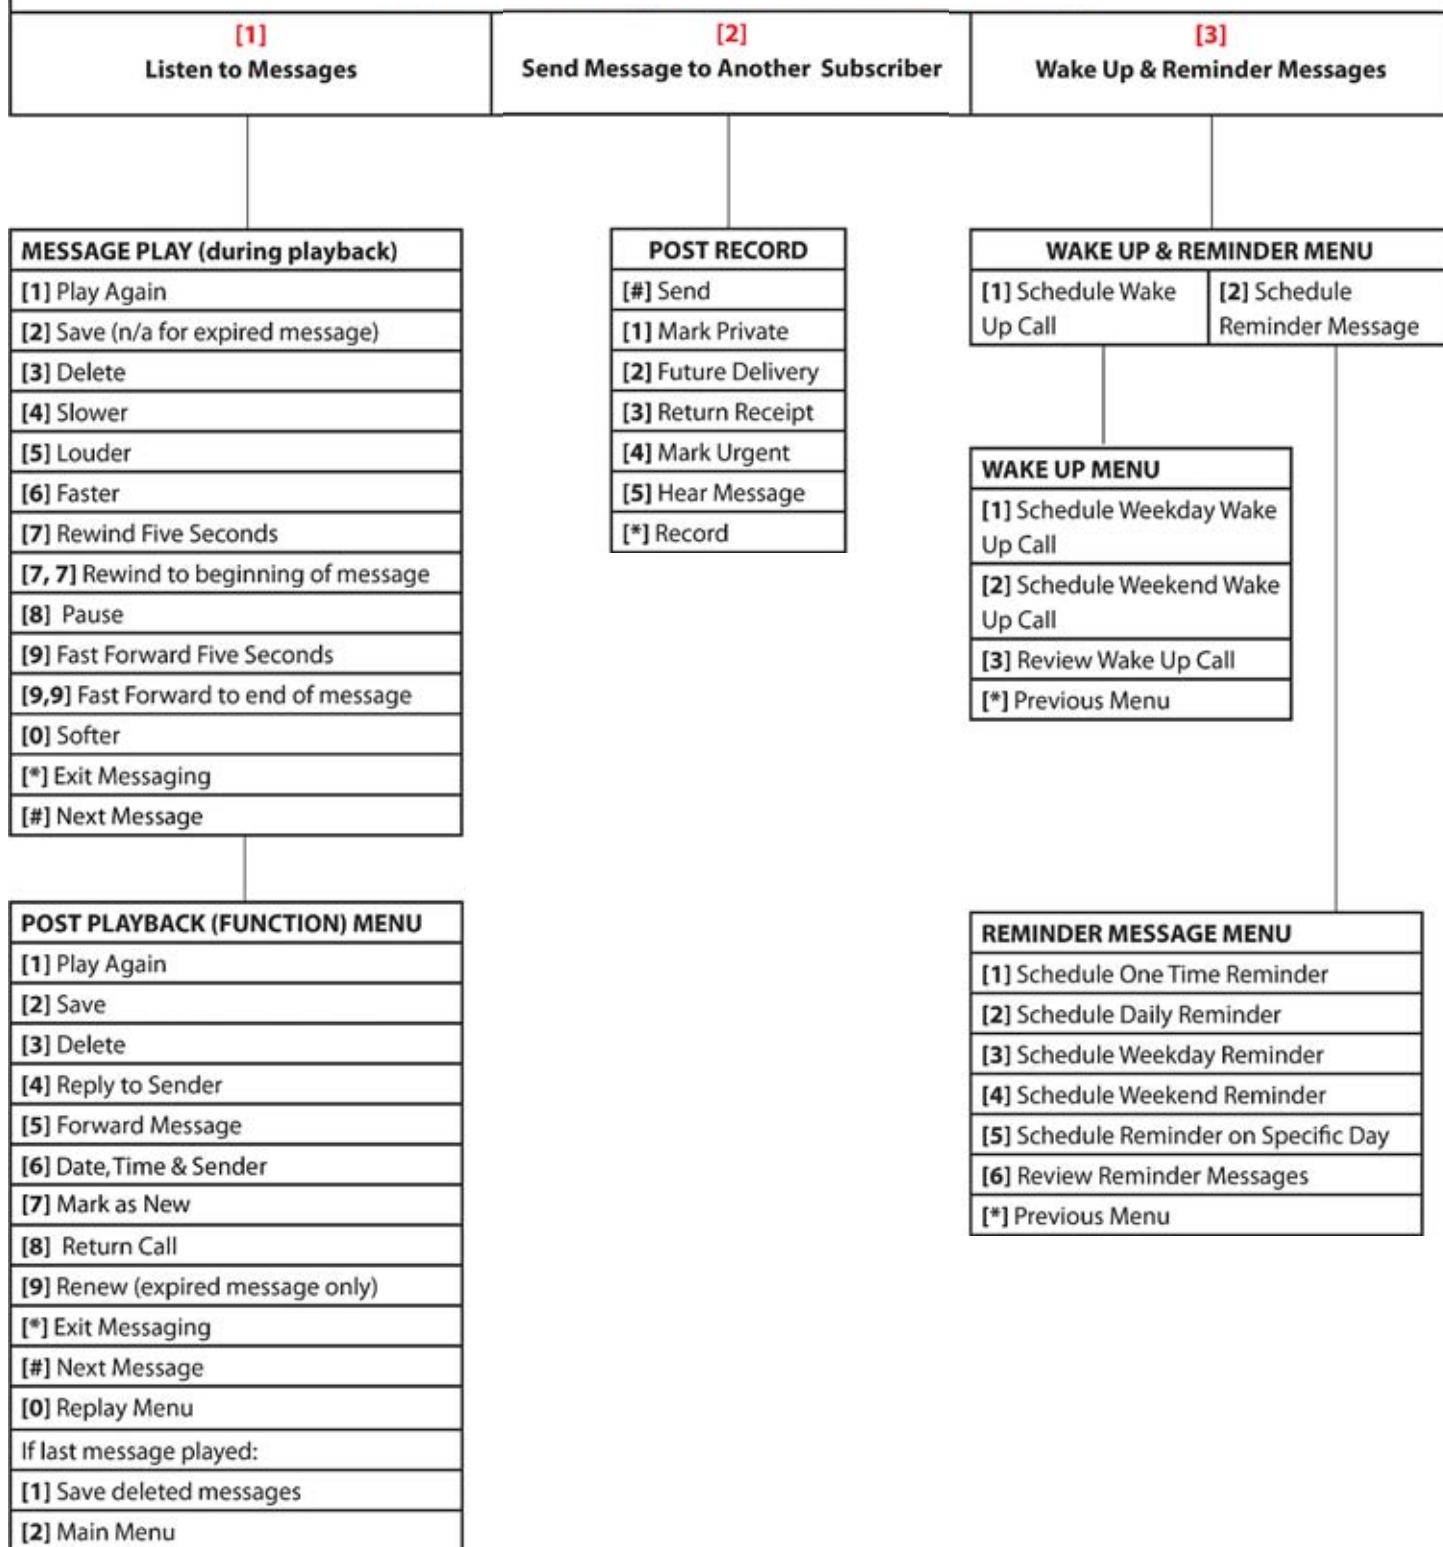 [1]
Listen to Messages
[2]
Send Message to Another Subscriber
[3]
Wake Up & Reminder Messages
MESSAGE PLAY (during playback)
[1] Play Again
[2] Save (n/a for expired message)
[3] Delete
[4] Slower
[5] Louder
[6] Faster
[7] Rewind Five Seconds
[7, 7] Rewind to beginning of message
[8] Pause
[9] Fast Forward Five Seconds
[9,9] Fast Forward to end of message
[0] Softer
[*] Exit Messaging
[#] Next Message
POST PLAYBACK (FUNCTION) MENU
[1] Play Again
[2] Save
[3] Delete
[4] Reply to Sender
[5] Forward Message
[6] Date, Time & Sender
[7] Mark as New
[8] Return Call
[9] Renew (expired message only)
[*] Exit Messaging
[#] Next Message
[0] Replay Menu
If last message played:
[1] Save deleted messages
[2] Main Menu
POST RECORD
[#] Send
[1] Mark Private
[2] Future Delivery
[3] Return Receipt
[4] Mark Urgent
[5] Hear Message
[*] Record
WAKE UP & REMINDER MENU
[1] Schedule Wake
Up Call
[2] Schedule
Reminder Message
WAKE UP MENU
[1] Schedule Weekday Wake
Up Call
[2] Schedule Weekend Wake
Up Call
[3] Review Wake Up Call
[*] Previous Menu
REMINDER MESSAGE MENU
[1] Schedule One Time Reminder
[2] Schedule Daily Reminder
[3] Schedule Weekday Reminder
[4] Schedule Weekend Reminder
[5] Schedule Reminder on Specific Day
[6] Review Reminder Messages
[*] Previous Menu